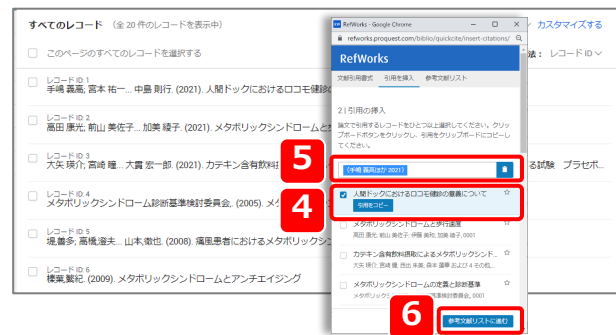 すべてのレコード （全 20 件のレコードを表示中）
カスタマイズする
このページのすべてのレコードを選択する
法： レコード ID
レコード ID: 1
手嶋 義高; 宮本 祐一... 中島 則行. (2021). 人間ドックにおけるロコモ健診
レコード ID: 2
高田 康光; 前山 美佐子... 加美 綾子. (2021). メタボリックシンドロームと
レコード ID: 3
大矢 瑛介; 宮崎 瞳... 大貫 宏一郎. (2021). カテキン含有飲料
る試験 プラセボ...
レコード ID: 4
メタボリックシンドローム診断基準検討委員会,. (2005). メ
レコード ID: 5
堤,善多; 高橋,澄夫... 山本,徹也. (2008). 痛風患者におけるメタボリックシン
レコード ID: 6
榛葉,繁紀. (2009). メタボリックシンドロームとアンチエイジング
RefWorks - Google Chrome
refworks.proquest.com/biblio/quickcite/insert-citations/
RefWorks
文献引用書式 引用を挿入 参考文献リスト
2 | 引用の挿入
論文で引用するレコードをひとつ以上選択してください。クリッ
プボードボタンをクリックし、引用をクリップボードにコピーし
てください。
5
（手嶋 義高ほか 2021）
4
人間ドックにおけるロコモ健診の意義について
引用をコピー
メタボリックシンドロームと歩行速度
高田 康光; 前山 美佐子; 伊藤 美和; 加美 綾子, 0001
カテキン含有飲料摂取によるメタボリックシンド...
大矢 瑛介; 宮崎 瞳; 西出 朱美; 森本 蓮華 および 4 その他,
メタボリックシンドロームの定義と診断基準
準検討委員会, 0001
6
参考文献リストに進む